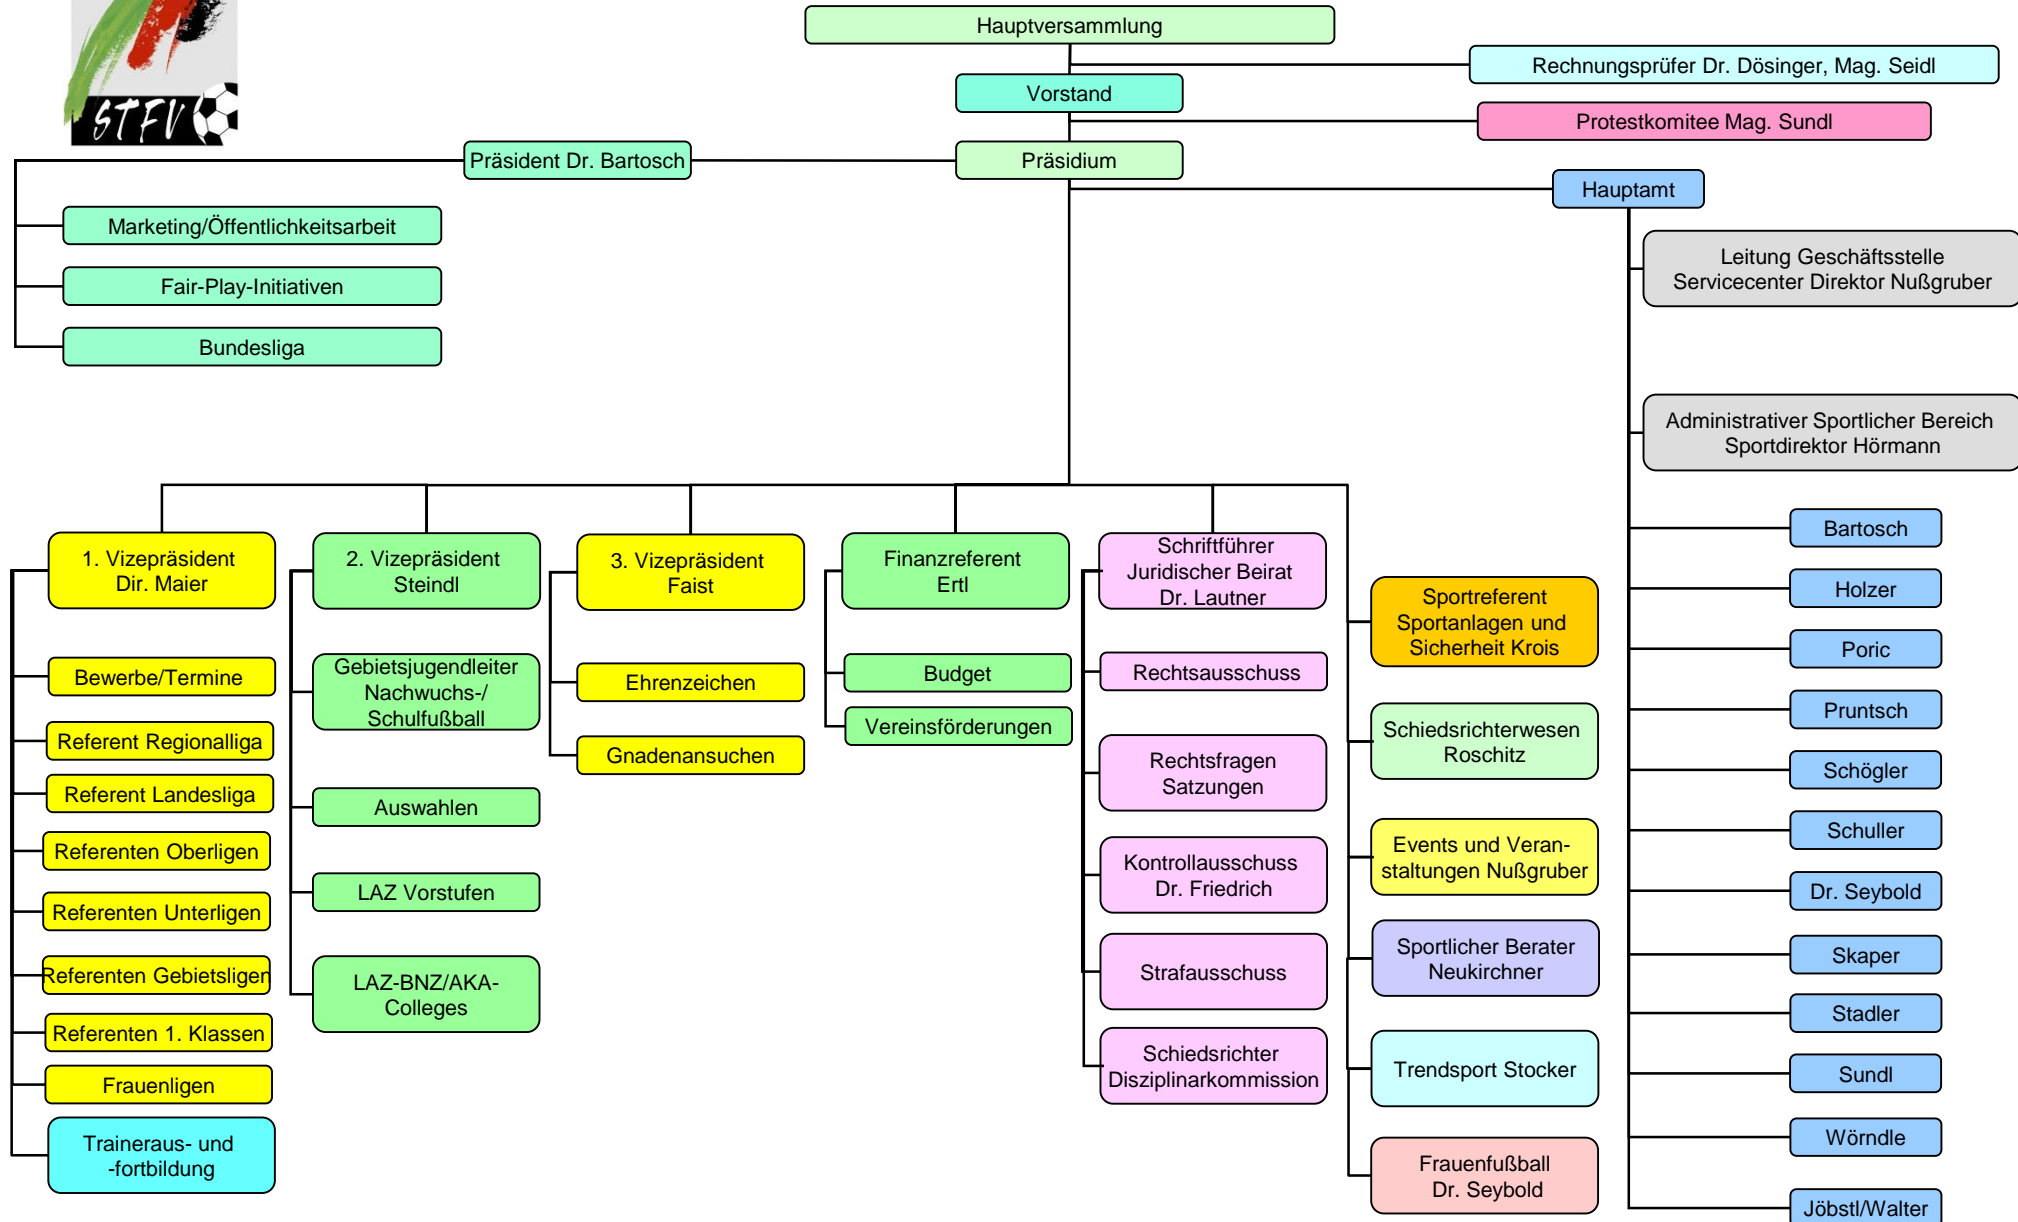 STFV
Hauptversammlung
Rechnungsprüfer Dr. Dösinger, Mag. Seidl
Vorstand
Protestkomitee Mag. Sundl
Präsident Dr. Bartosch
Präsidium
Hauptamt
Marketing/Öffentlichkeitsarbeit
Fair-Play-Initiativen
Bundesliga
Leitung Geschäftsstelle
Servicecenter Direktor Nußgruber
Administrativer Sportlicher Bereich
Sportdirektor Hörmann
1. Vizepräsident
Dir. Maier
Bewerbe/Termine
Referent Regionalliga
Referent Landesliga
Referenten Oberligen
Referenten Unterligen
Referenten Gebietsligen
Referenten 1. Klassen
Frauenligen
Traineraus- und
-fortbildung
2. Vizepräsident
Steindl
Gebietsjugendleiter
Nachwuchs-/
Schulfußball
Auswahlen
LAZ Vorstufen
LAZ-BNZ/AKA-
Colleges
3. Vizepräsident
Faist
Ehrenzeichen
Gnadenansuchen
Finanzreferent
Ertl
Budget
Vereinsförderungen
Schriftführer
Juridischer Beirat
Dr. Lautner
Rechtsausschuss
Rechtsfragen
Satzungen
Kontrollausschuss
Dr. Friedrich
Strafausschuss
Schiedsrichter
Disziplinarkommission
Sportreferent
Sportanlagen und
Sicherheit Krois
Schiedsrichterwesen
Roschitz
Events und Veran-
staltungen Nußgruber
Sportlicher Berater
Neukirchner
Trendsport Stocker
Frauenfußball
Dr. Seybold
Bartosch
Holzer
Poric
Pruntsch
Schögler
Schuller
Dr. Seybold
Skaper
Stadler
Sundl
Wörndle
Jöbstl/Walter